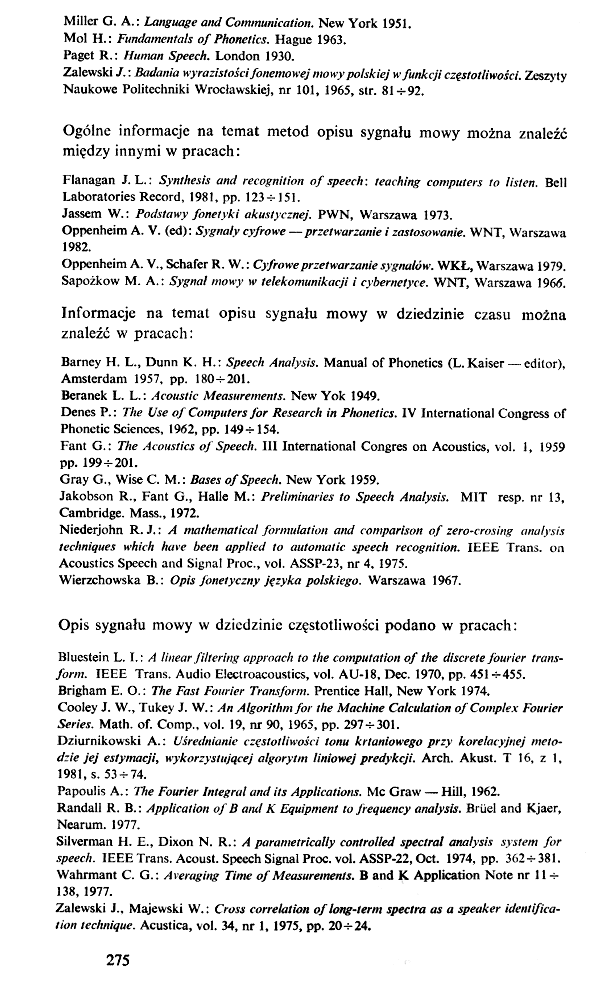 Miller G. A.: Language and Communication. New York 1951.
Mol H.: Fundamentals of Phonetics. Hague 1963.
Paget R.: Human Speech. London 1930.
Zalewski J.: Badania wyrazistości fonemowej mowy polskiej w funkcji częstotliwości. Zeszyty
Naukowe Politechniki Wrocławskiej, nr 101, 1965, str. 81÷92.
Ogólne informacje na temat metod opisu sygnału mowy można znaleźć
między innymi w pracach:
Flanagan J. L.: Synthesis and recognition of speech: teaching computers to listen. Bell
Laboratories Record, 1981, pp. 123÷151.
Jassem W.: Podstawy fonetyki akustycznej. PWN, Warszawa 1973.
Oppenheim A. V. (ed): Sygnały cyfrowe — przetwarzanie i zastosowanie. WNT, Warszawa
1982.
Oppenheim A. V., Schafer R. W.: Cyfrowe przetwarzanie sygnałów. WKŁ, Warszawa 1979.
Sapożkow M. A.: Sygnał mowy w telekomunikacji i cybernetyce. WNT, Warszawa 1966.
Informacje na temat opisu sygnału mowy w dziedzinie czasu można
znaleźć w pracach:
Barney H. L., Dunn K. H.: Speech Analysis. Manual of Phonetics (L. Kaiser — editor),
Amsterdam 1957, pp. 180÷201.
Beranek L. L.: Acoustic Measurements. New Yok 1949.
Denes P.: The Use of Computers for Research in Phonetics. IV International Congress of
Phonetic Sciences, 1962, pp. 149÷154.
Fant G.: The Acoustics of Speech. III International Congres on Acoustics, vol. 1, 1959
pp. 199÷201.
Gray G., Wise C. M.: Bases of Speech. New York 1959.
Jakobson R., Fant G., Halle M.: Preliminaries to Speech Analysis. MIT resp. nr 13,
Cambridge. Mass., 1972.
Niederjohn R. J.: A mathematical formulation and comparison of zero-crosing analysis
techniques which have been applied to automatic speech recognition. IEEE Trans. on
Acoustics Speech and Signal Proc., vol. ASSP-23, nr 4, 1975.
Wierzchowska B.: Opis fonetyczny języka polskiego. Warszawa 1967.
Opis sygnału mowy w dziedzinie częstotliwości podano w pracach:
Bluestein L. I.: A linear filtering approach to the computation of the discrete fourier trans-
form. IEEE Trans. Audio Electroacoustics, vol. AU-18, Dec. 1970, pp. 451÷455.
Brigham E. O.: The Fast Fourier Transform. Prentice Hall, New York 1974.
Cooley J. W., Tukey J. W.: An Algorithm for the Machine Calculation of Complex Fourier
Series. Math. of. Comp., vol. 19, nr 90, 1965, pp. 297÷301.
Dziurnikowski A.: Uśrednianie częstotliwości tonu krtaniowego przy korelacyjnej meto-
dzie jej estymacji, wykorzystującej algorytm liniowej predykcji. Arch. Akust. T 16, z 1,
1981, s. 53÷74.
Papoulis A.: The Fourier Integral and its Applications. Mc Graw — Hill, 1962.
Randall R. B.: Application of B and K Equipment to frequency analysis. Brüel and Kjaer,
Nearum. 1977.
Silverman H. E., Dixon N. R.: A parametrically controlled spectral analysis system for
speech. IEEE Trans. Acoust. Speech Signal Proc. vol. ASSP-22, Oct. 1974, pp. 362÷381.
Wahrmant C. G.: Averaging Time of Measurements. B and K Application Note nr 11÷
138, 1977.
Zalewski J., Majewski W.: Cross correlation of long-term spectra as a speaker identifica-
tion technique. Acustica, vol. 34, nr 1, 1975, pp. 20÷24.
275